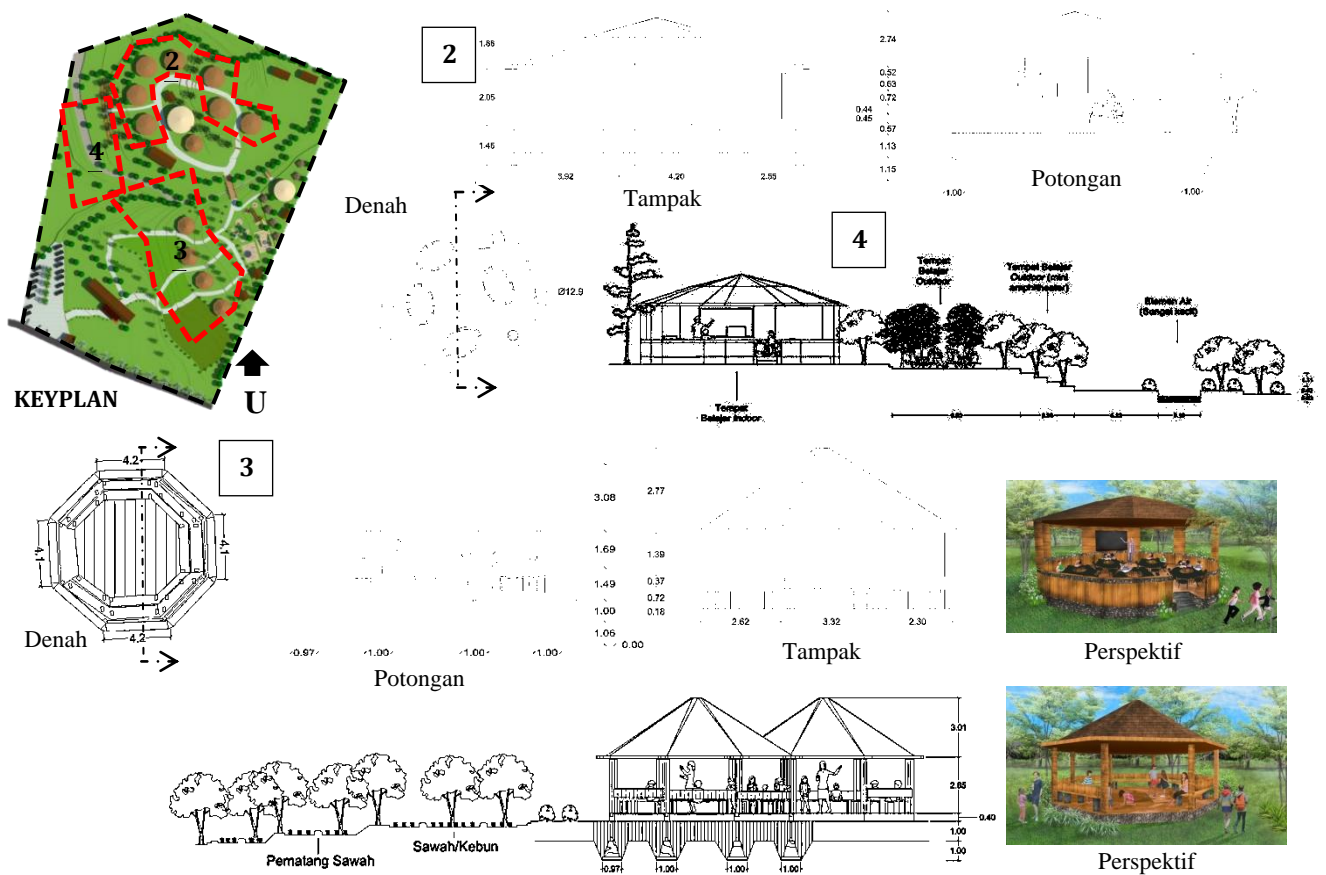 2
4
3
KEYPLAN
U
2
1.86
2.05
1.45
3.92
4.20
2.55
Tampak
2.74
0.52
0.63
0.72
0.44
0.45
0.57
1.13
1.15
1.00
1.00
Potongan
Denah
Ø12.9
4
Tempat
Belajar
Outdoor
Tempat Belajar
Outdoor (mini
amphitheater)
Elemen Air
(Sungai kecil)
Tempat
Belajar Indoor
3
4.2
4.1
4.1
4.2
Denah
0.97
1.00
1.00
1.00
Potongan
3.08
1.69
1.49
1.00
1.06
0.00
2.77
1.39
0.37
0.72
0.18
2.62
3.32
2.30
Tampak
Perspektif
Pematang Sawah
Sawah/Kebun
3.01
2.65
0.40
1.00
1.00
0.97
1.00
1.00
1.00
Perspektif